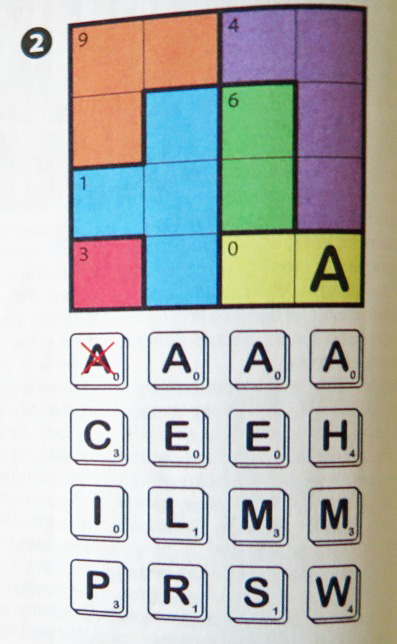 2
9 4
6
1
3 0 A
A0 A0 A0 A0
C3 E0 E0 H4
I0 L1 M3 M3
P3 R1 S1 W4